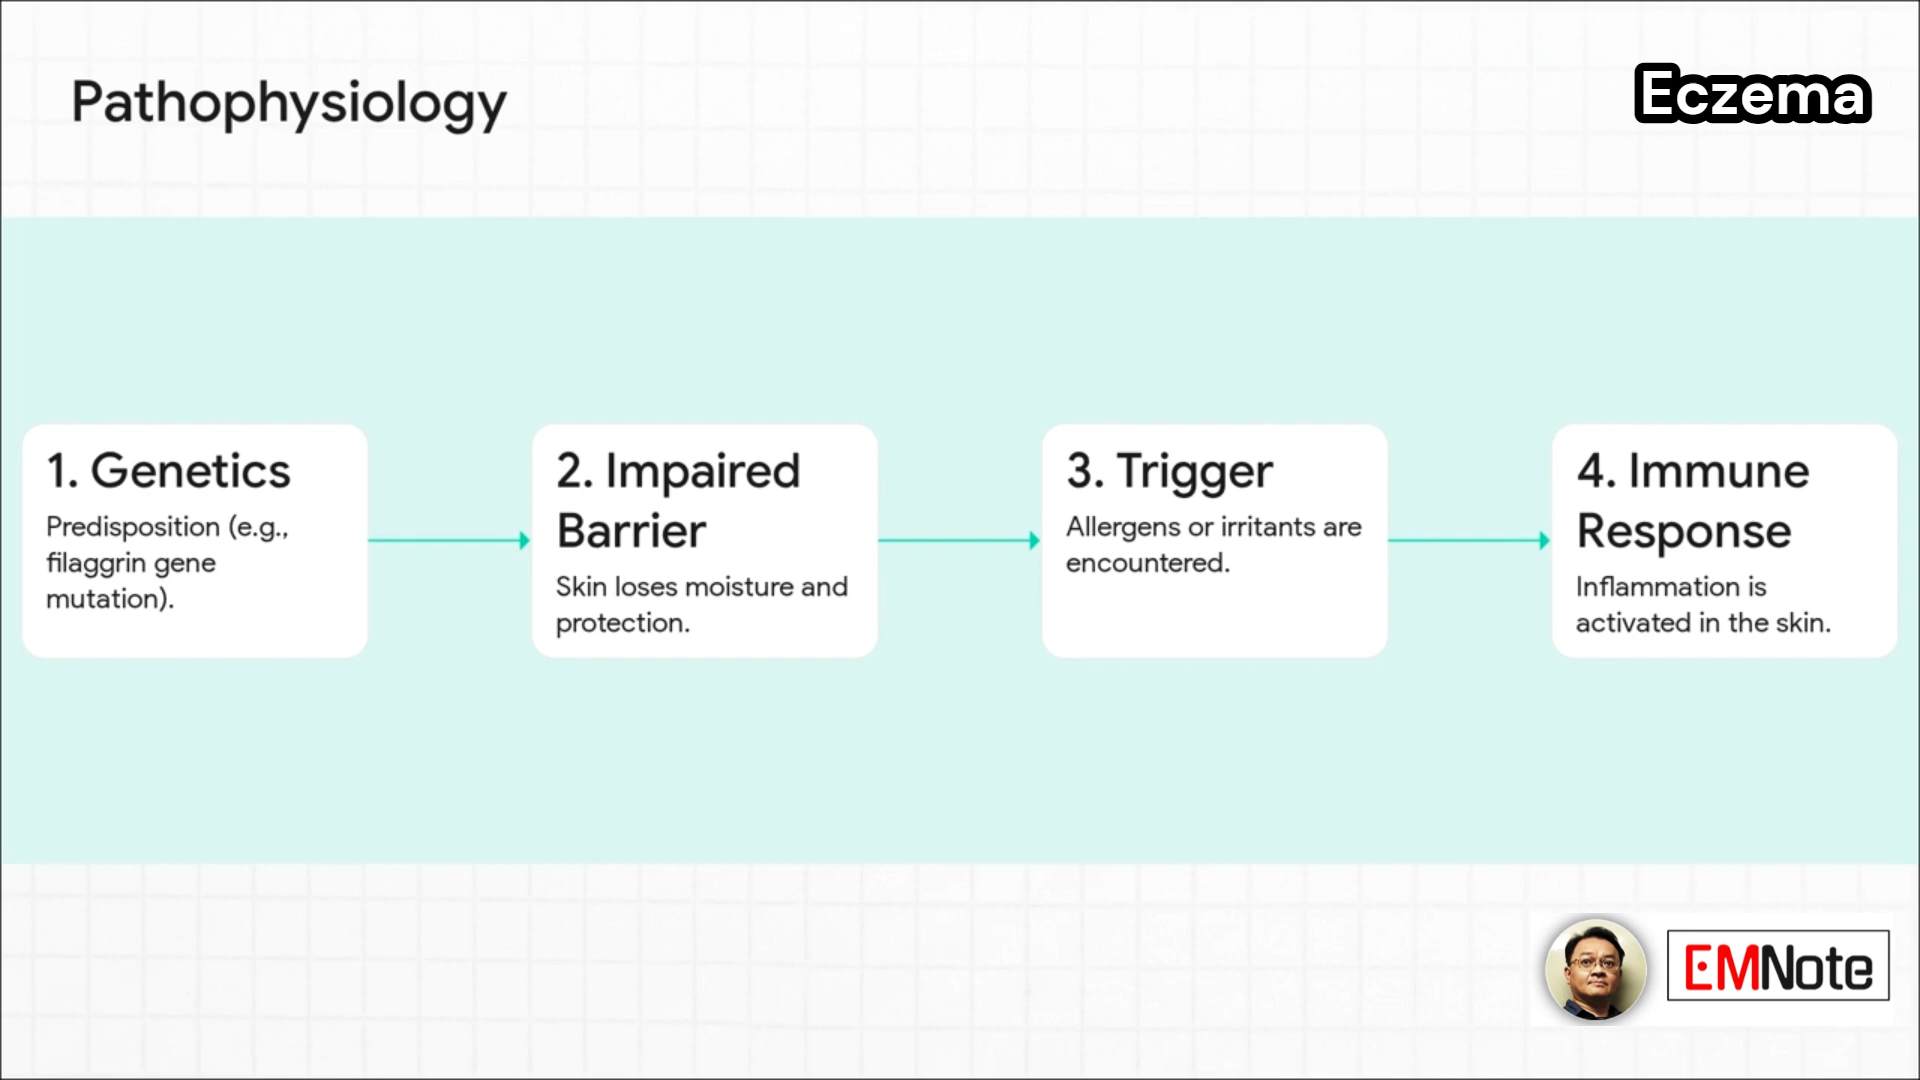 Pathophysiology
Eczema
1. Genetics
Predisposition (e.g.,
filaggrin gene
mutation).
2. Impaired
Barrier
Skin loses moisture and
protection.
3. Trigger
Allergens or irritants are
encountered.
4. Immune
Response
Inflammation is
activated in the skin.
EMNote